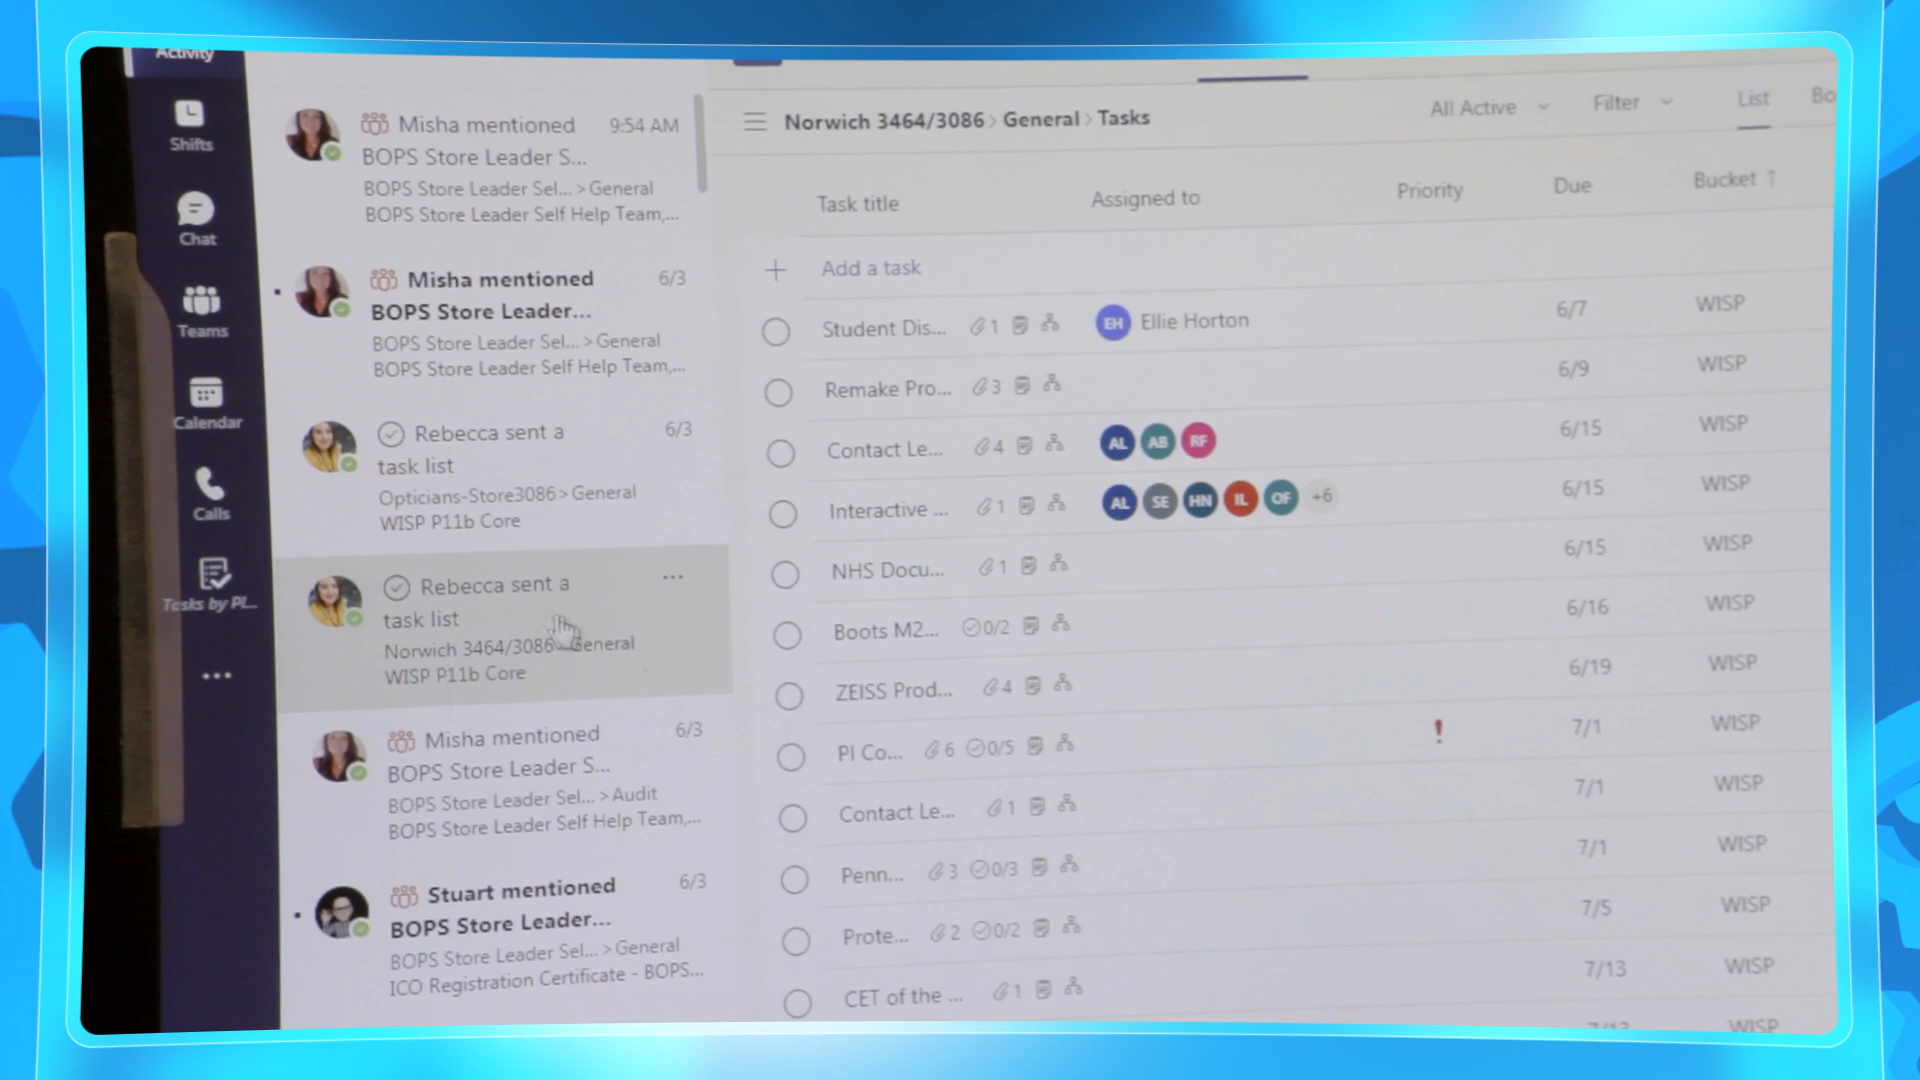 Activity
Shifts
Chat
Teams
Calendar
Calls
Tasks by Pl...
...
Misha mentioned 9:54 AM
BOPS Store Leader S...
BOPS Store Leader Sel... > General
BOPS Store Leader Self Help Team,...
Misha mentioned 6/3
BOPS Store Leader...
BOPS Store Leader Sel... > General
BOPS Store Leader Self Help Team,...
Rebecca sent a 6/3
task list
Opticians-Store3086 > General
WISP P11b Core
Rebecca sent a ...
task list
Norwich 3464/3086 General
WISP P11b Core
Misha mentioned 6/3
BOPS Store Leader S...
BOPS Store Leader Sel... > Audit
BOPS Store Leader Self Help Team,...
Stuart mentioned 6/3
BOPS Store Leader...
BOPS Store Leader Sel... > General
ICO Registration Certificate - BOPS...
Norwich 3464/3086 > General > Tasks All Active Filter List Bo
Task title Assigned to Priority Due Bucket ↑
+ Add a task
Student Dis... 1 EH Ellie Horton 6/7 WISP
Remake Pro... 3 6/9 WISP
Contact Le... 4 AL AB RF 6/15 WISP
Interactive ... 1 AL SE HN IL OF +6 6/15 WISP
NHS Docu... 1 6/15 WISP
Boots M2... 0/2 6/16 WISP
ZEISS Prod... 4 6/19 WISP
PI Co... 6 0/5 ! 7/1 WISP
Contact Le... 1 7/1 WISP
Penn... 3 0/3 7/1 WISP
Prote... 2 0/2 7/5 WISP
CET of the ... 1 7/13 WISP
WISP